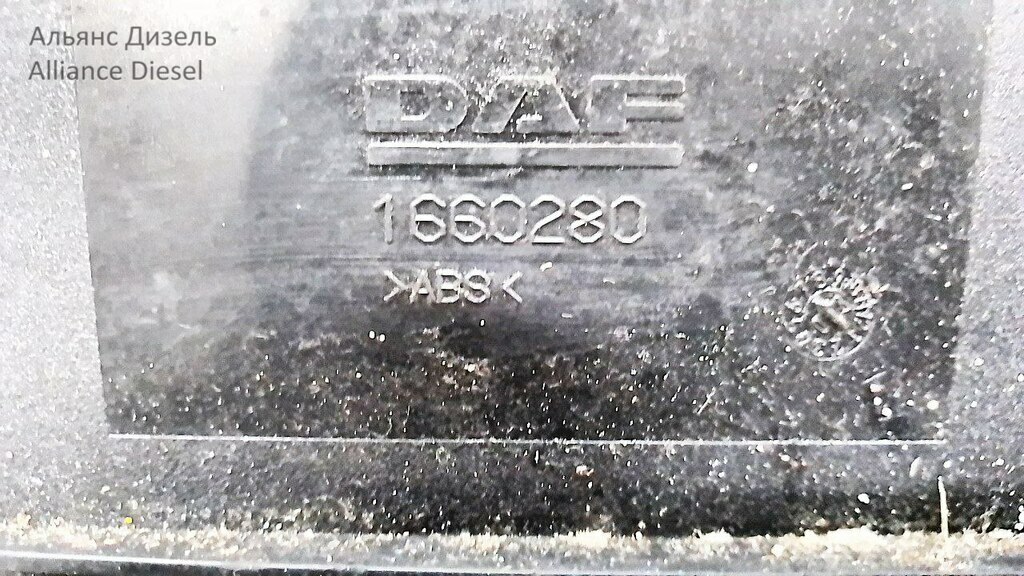 Альянс Дизель
Alliance Diesel
DAF
1660280
>ABS<